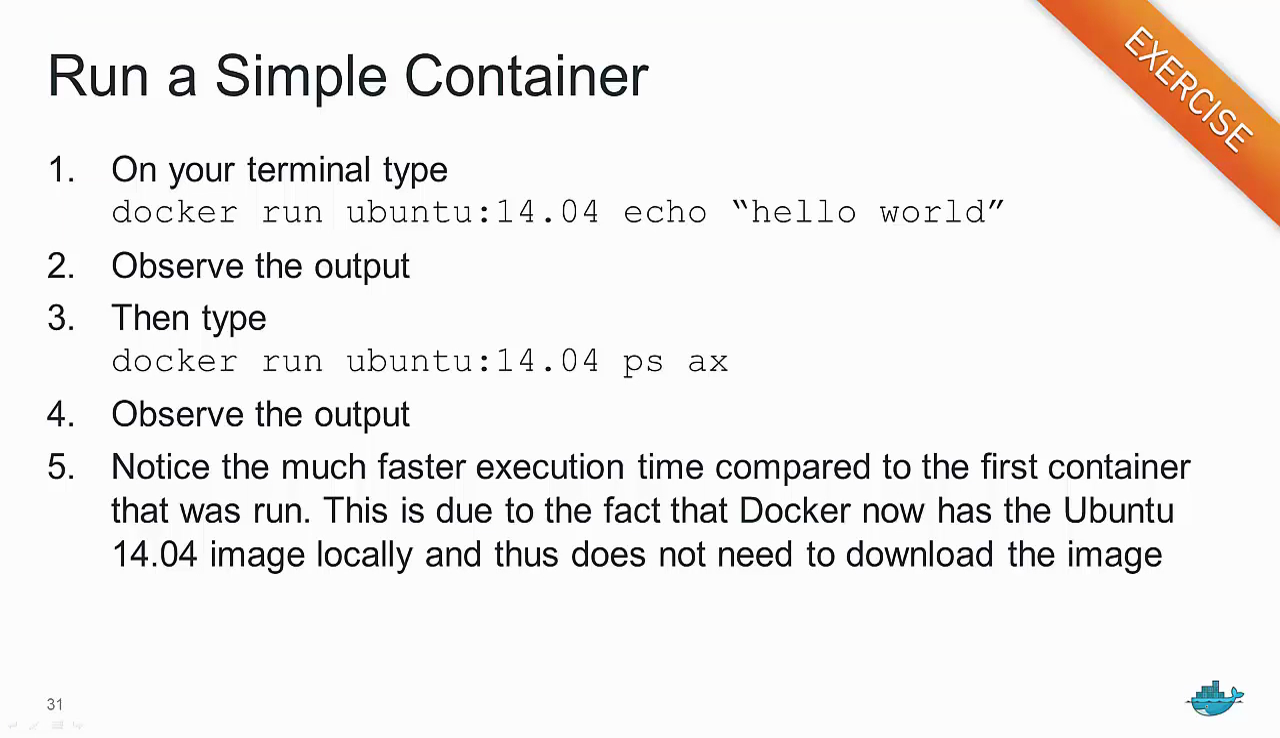 Run a Simple Container
EXERCISE
1. On your terminal type
docker run ubuntu:14.04 echo “hello world”
2. Observe the output
3. Then type
docker run ubuntu:14.04 ps ax
4. Observe the output
5. Notice the much faster execution time compared to the first container
that was run. This is due to the fact that Docker now has the Ubuntu
14.04 image locally and thus does not need to download the image
31